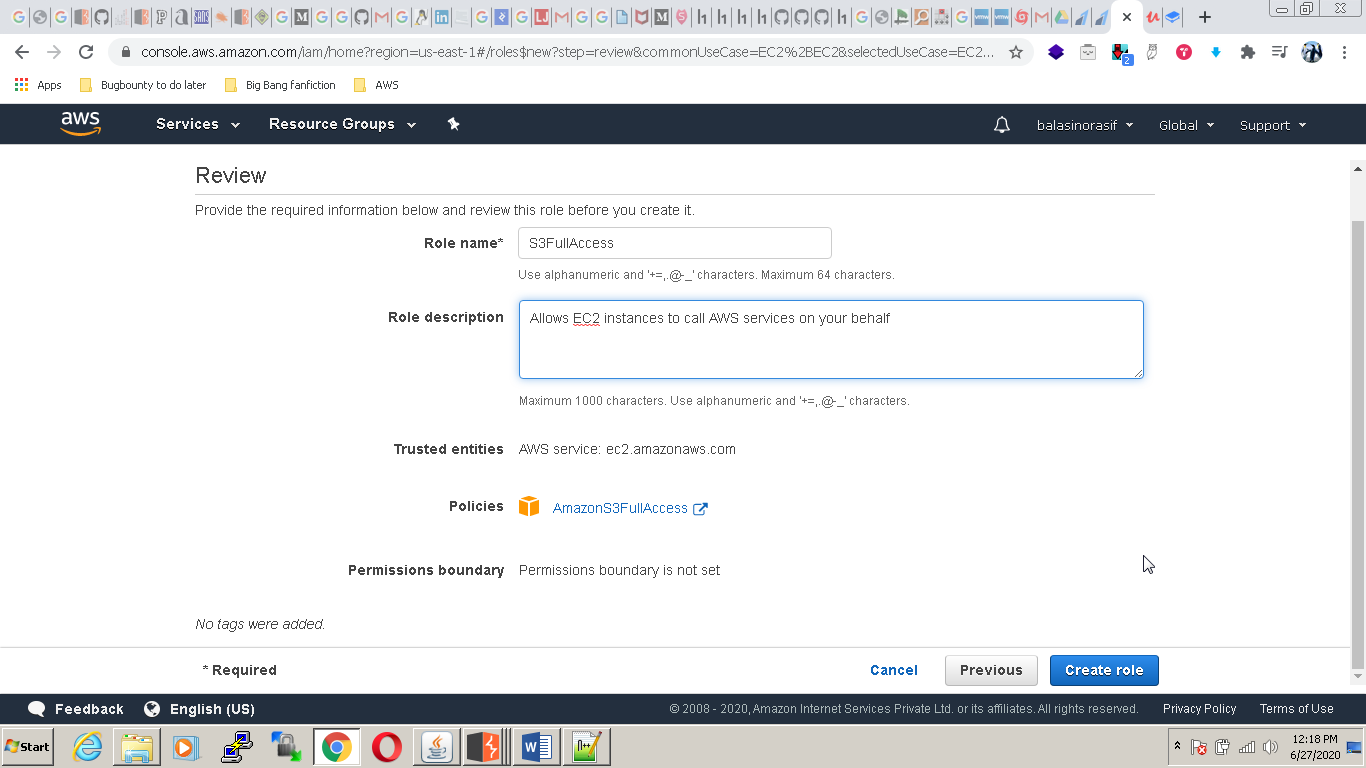 console.aws.amazon.com/iam/home?region=us-east-1#/roles$new?step=review&commonUseCase=EC2%2BEC2&selectedUseCase=EC2...
2
Apps Bugbounty to do later Big Bang fanfiction AWS
aws Services Resource Groups balasinorasif Global Support
Review
Provide the required information below and review this role before you create it.
Role name* S3FullAccess
Use alphanumeric and '+=,.@-_' characters. Maximum 64 characters.
Role description Allows EC2 instances to call AWS services on your behalf
Maximum 1000 characters. Use alphanumeric and '+=,.@-_' characters.
Trusted entities AWS service: ec2.amazonaws.com
Policies AmazonS3FullAccess
Permissions boundary Permissions boundary is not set
No tags were added.
* Required Cancel Previous Create role
Feedback English (US) © 2008 - 2020, Amazon Internet Services Private Ltd. or its affiliates. All rights reserved. Privacy Policy Terms of Use
Start 12:18 PM
6/27/2020